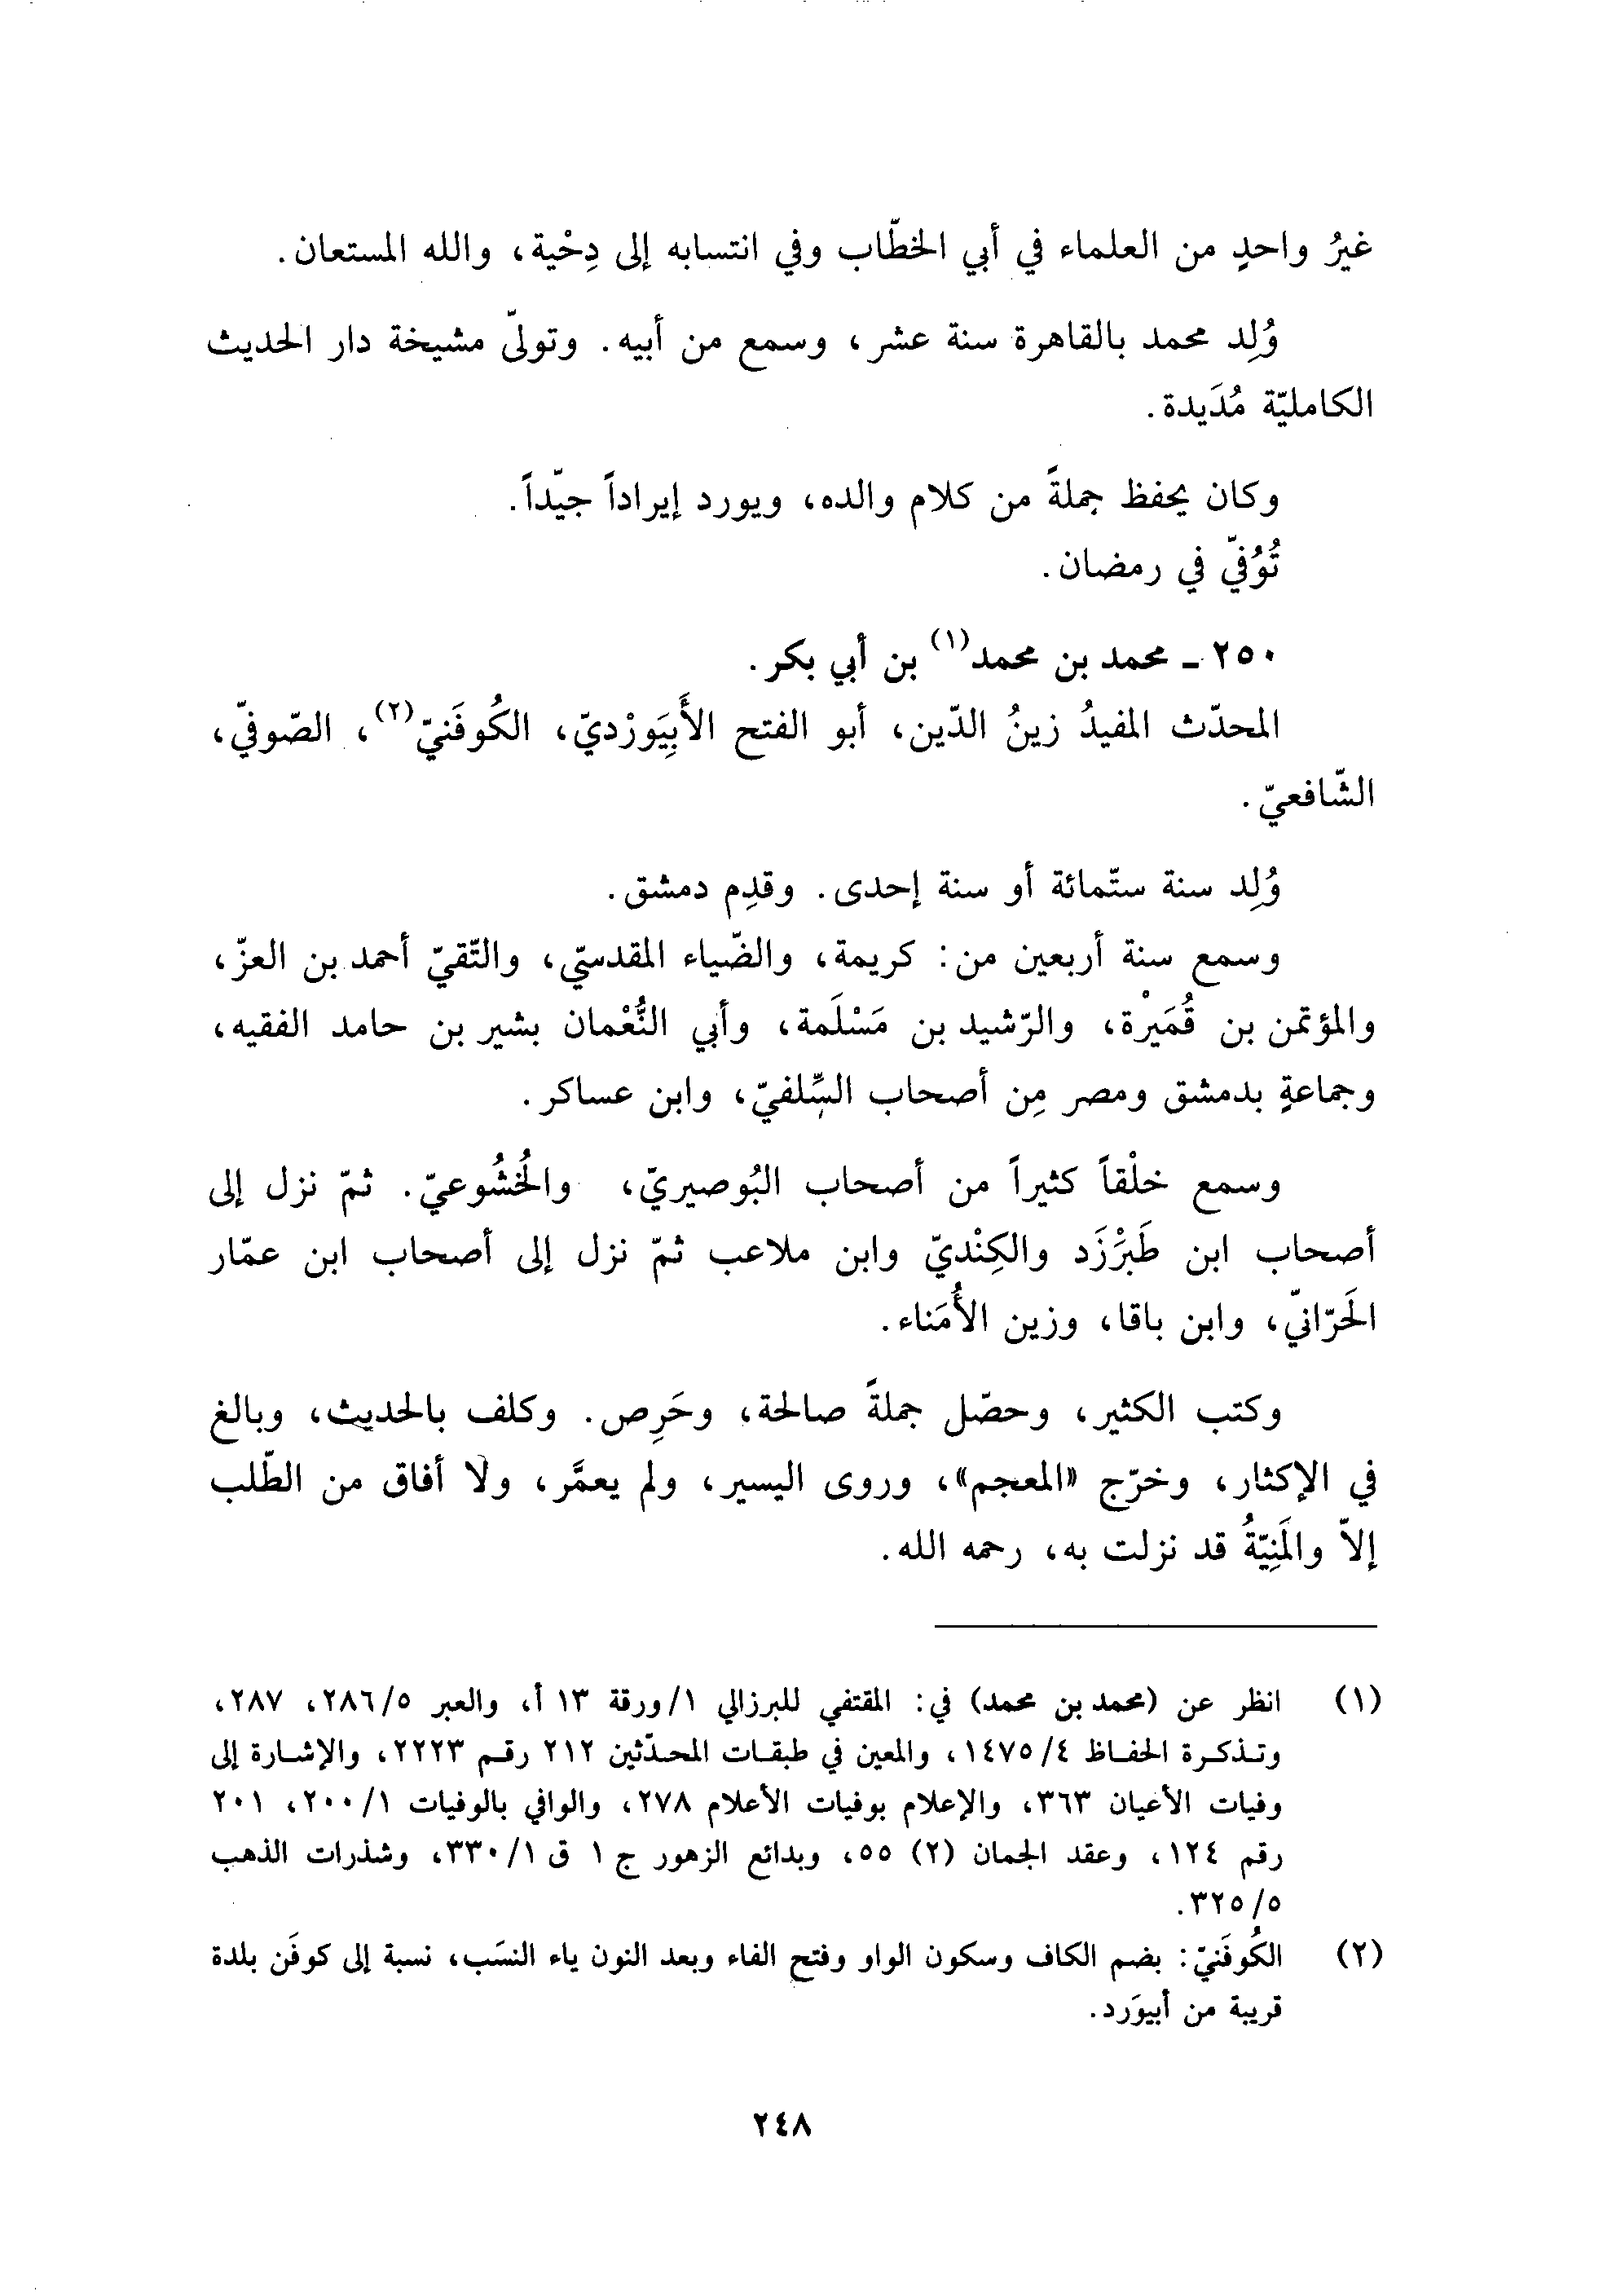 غيرُ واحدٍ من العلماء في أبي الخطّاب وفي انتسابه إلى دِحْية، والله المستعان.
وُلِد محمد بالقاهرة سنة عشر، وسمع من أبيه. وتولّى مشيخة دار الحديث
الكامليّة مُدَيدة.
وكان يحفظ جملةً من كلام والده، ويورد إيراداً جيّداً.
تُوُفّي في رمضان.
٢٥٠ ـ محمد بن محمد(١) بن أبي بكر.
المحدّث المفيدُ زينُ الدّين، أبو الفتح الأَبِيَورْديّ، الكُوفَنيّ(٢)، الصّوفيّ،
الشّافعيّ.
وُلِد سنة ستّمائة أو سنة إحدى. وقدِم دمشق.
وسمع سنة أربعين من: كريمة، والضّياء المقدسيّ، والتّقيّ أحمد بن العزّ،
والمؤتمن بن قُمَيرْة، والرّشيد بن مَسْلَمة، وأبي النُّعْمان بشير بن حامد الفقيه،
وجماعةٍ بدمشق ومصر مِن أصحاب السِّلفيّ، وابن عساكر.
وسمع خلْقاً كثيراً من أصحاب البُوصيريّ، والخُشُوعيّ. ثمّ نزل إلى
أصحاب ابن طَبَرْزَد والكِنْديّ وابن ملاعب ثمّ نزل إلى أصحاب ابن عمّار
الحَرّانيّ، وابن باقا، وزين الأُمَناء.
وكتب الكثير، وحصّل جملةً صالحة، وحَرِص. وكلف بالحديث، وبالغ
في الإكثار، وخرّج «المعجم»، وروى اليسير، ولم يعمَّر، ولا أفاق من الطّلب
إلاّ والمَنِيّةُ قد نزلت به، رحمه الله.
(١) انظر عن (محمد بن محمد) في: المقتفي للبرزالي ١/ورقة ١٣ أ، والعبر ٢٨٦/٥، ٢٨٧،
وتذكرة الحفاظ ١٤٧٥/٤، والمعين في طبقات المحدّثين ٢١٢ رقم ٢٢٢٣، والإشارة إلى
وفيات الأعيان ٣٦٣، والإعلام بوفيات الأعلام ٢٧٨، والوافي بالوفيات ٢٠٠/١، ٢٠١
رقم ١٢٤، وعقد الجمان (٢) ٥٥، وبدائع الزهور ج ١ ق ٣٣٠/١، وشذرات الذهب
٣٢٥/٥.
(٢) الكُوفَنيّ: بضم الكاف وسكون الواو وفتح الفاء وبعد النون ياء النسَب، نسبة إلى كوفَن بلدة
قريبة من أبيوَرد.
٢٤٨